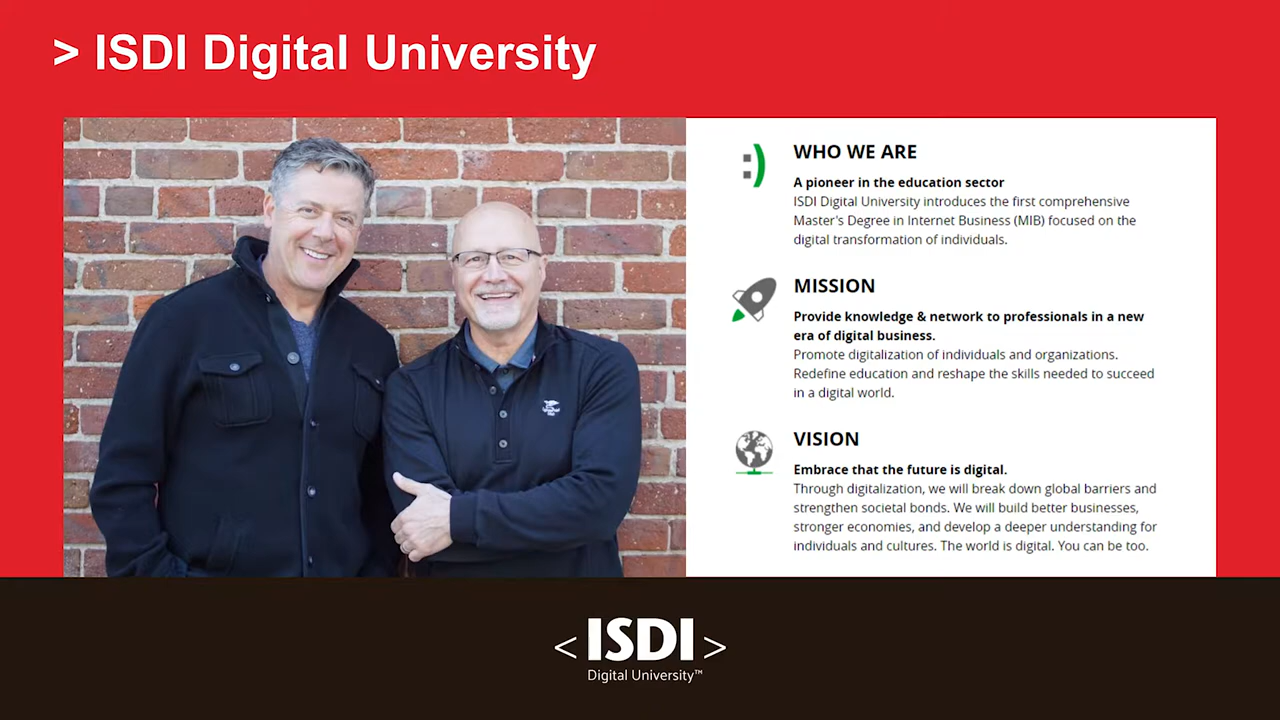 > ISDI Digital University
WHO WE ARE
A pioneer in the education sector
ISDI Digital University introduces the first comprehensive
Master's Degree in Internet Business (MIB) focused on the
digital transformation of individuals.
MISSION
Provide knowledge & network to professionals in a new
era of digital business.
Promote digitalization of individuals and organizations.
Redefine education and reshape the skills needed to succeed
in a digital world.
VISION
Embrace that the future is digital.
Through digitalization, we will break down global barriers and
strengthen societal bonds. We will build better businesses,
stronger economies, and develop a deeper understanding for
individuals and cultures. The world is digital. You can be too.
< ISDI >
Digital University™